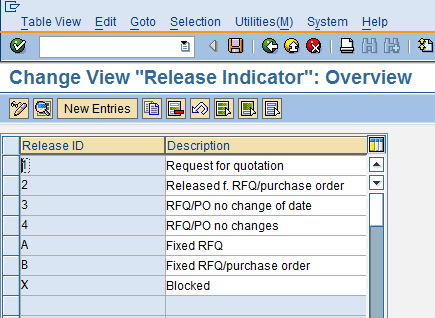 Table View Edit Goto Selection Utilities(M) System Help
Change View "Release Indicator": Overview
New Entries
Release ID Description
1 Request for quotation
2 Released f. RFQ/purchase order
3 RFQ/PO no change of date
4 RFQ/PO no changes
A Fixed RFQ
B Fixed RFQ/purchase order
X Blocked